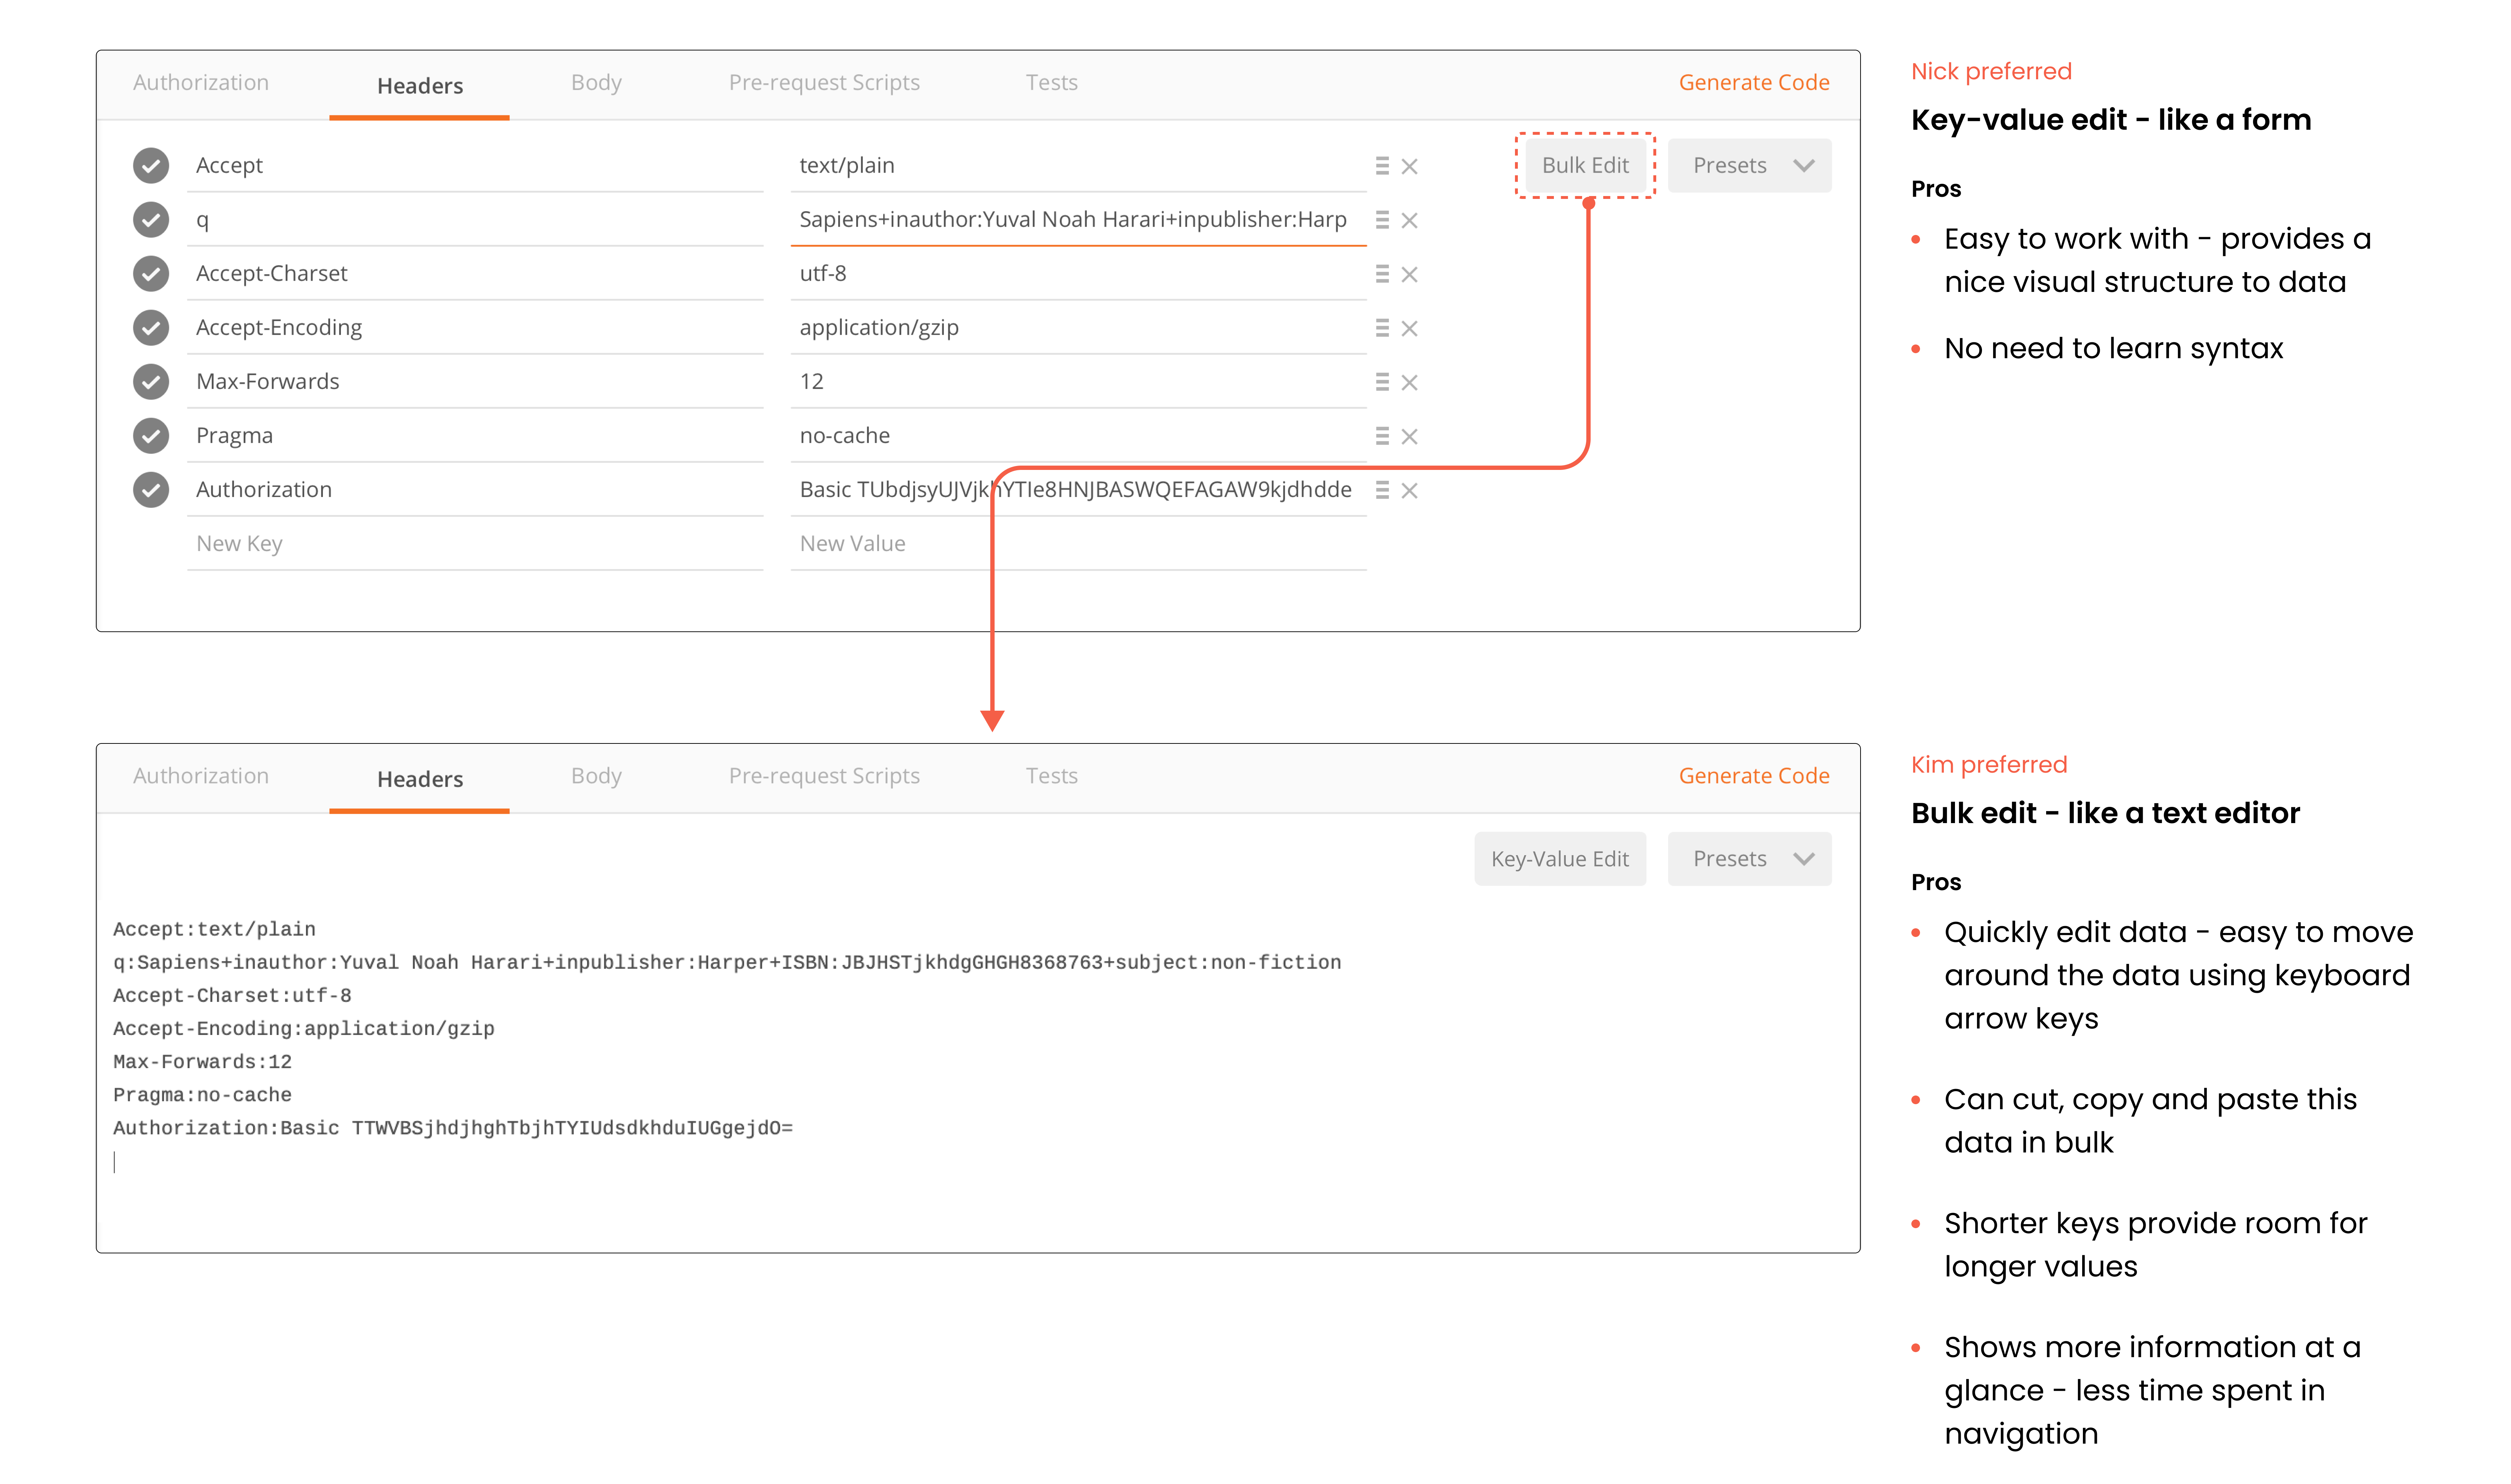 Authorization Headers Body Pre-request Scripts Tests Generate Code
Accept text/plain Bulk Edit Presets
q Sapiens+inauthor:Yuval Noah Harari+inpublisher:Harp
Accept-Charset utf-8
Accept-Encoding application/gzip
Max-Forwards 12
Pragma no-cache
Authorization Basic TUbdjsyUJVjkhYTIe8HNJBASWQEFAGAW9kjdhdde
New Key New Value
Nick preferred
Key-value edit - like a form
Pros
• Easy to work with - provides a
nice visual structure to data
• No need to learn syntax
Authorization Headers Body Pre-request Scripts Tests Generate Code
Key-Value Edit Presets
Accept:text/plain
q:Sapiens+inauthor:Yuval Noah Harari+inpublisher:Harper+ISBN:JBJHSTjkhdgGHGH8368763+subject:non-fiction
Accept-Charset:utf-8
Accept-Encoding:application/gzip
Max-Forwards:12
Pragma:no-cache
Authorization:Basic TTWVBSjhdjhghTbjhTYIUdsdkhduIUGgejdO=
Kim preferred
Bulk edit - like a text editor
Pros
• Quickly edit data - easy to move
around the data using keyboard
arrow keys
• Can cut, copy and paste this
data in bulk
• Shorter keys provide room for
longer values
• Shows more information at a
glance - less time spent in
navigation